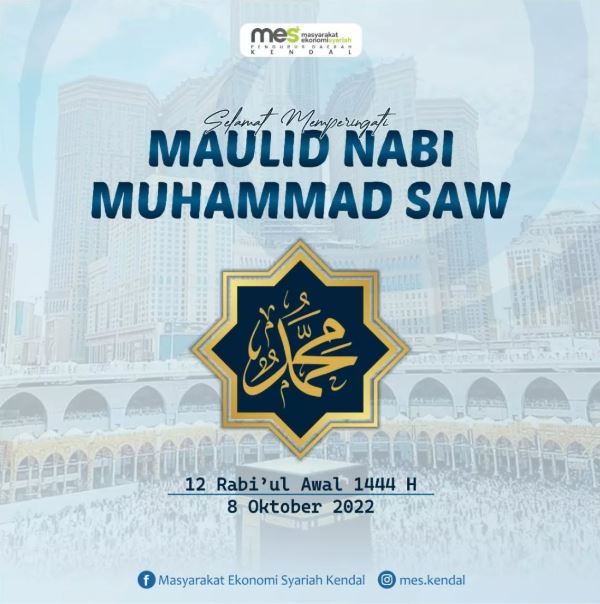 mes masyarakat
ekonomisyariah
PENGURUS DAERAH
KENDAL
Selamat Memperingati
MAULID NABI
MUHAMMAD SAW
محمد
12 Rabi'ul Awal 1444 H
8 Oktober 2022
Masyarakat Ekonomi Syariah Kendal mes.kendal